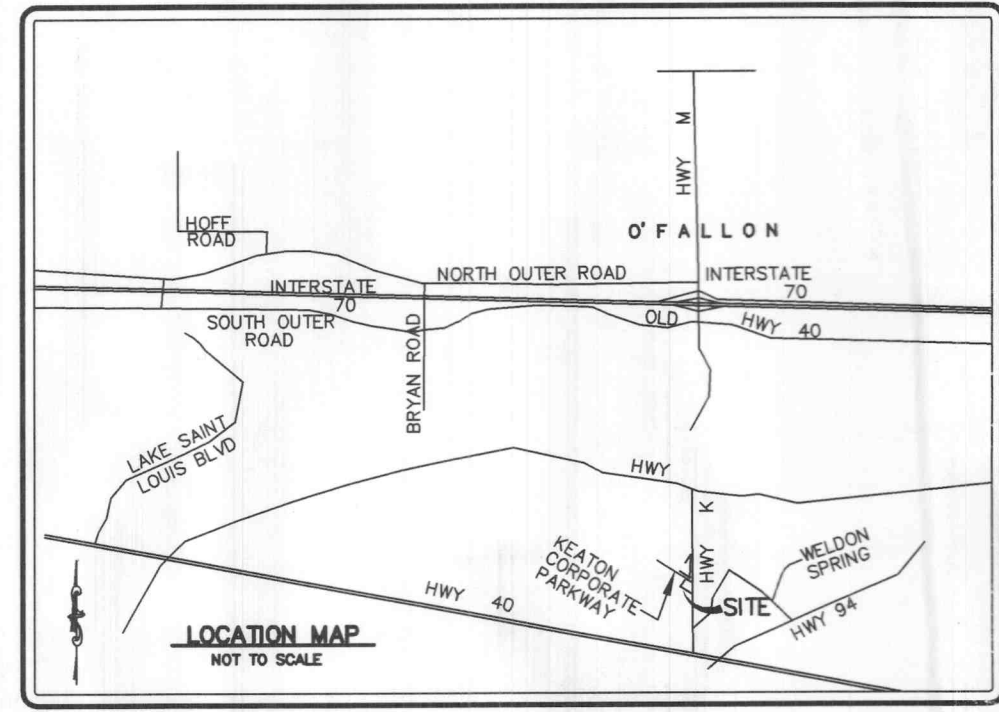 HWY M
O'FALLON
HOFF
ROAD
NORTH OUTER ROAD
INTERSTATE
70
INTERSTATE
70
SOUTH OUTER
ROAD
OLD HWY 40
BRYAN ROAD
LAKE SAINT
LOUIS BLVD
HWY
HWY K
KEATON
CORPORATE
PARKWAY
WELDON
SPRING
SITE
HWY 94
HWY 40
LOCATION MAP
NOT TO SCALE